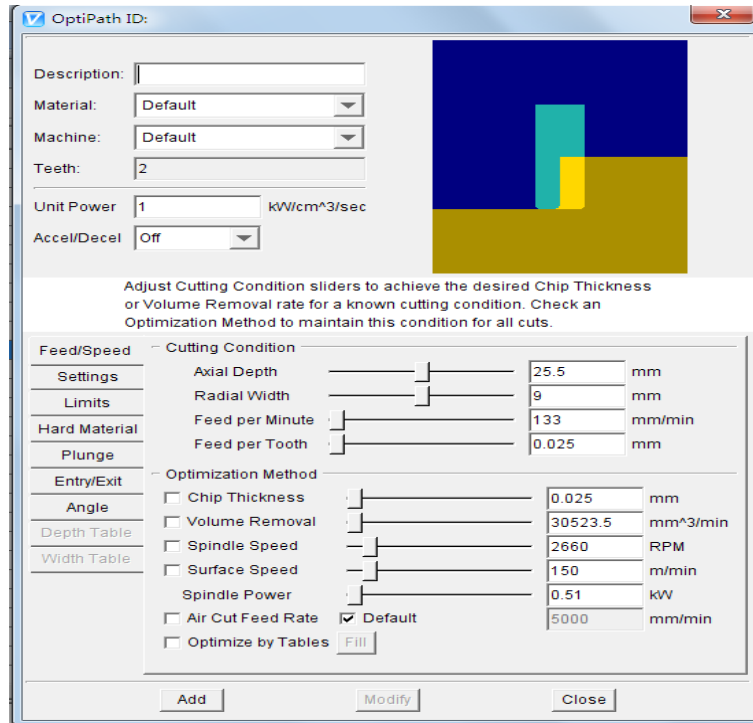 OptiPath ID:
Description:
Material: Default
Machine: Default
Teeth: 2
Unit Power 1 kW/cm^3/sec
Accel/Decel Off
Adjust Cutting Condition sliders to achieve the desired Chip Thickness
or Volume Removal rate for a known cutting condition. Check an
Optimization Method to maintain this condition for all cuts.
Feed/Speed
Settings
Limits
Hard Material
Plunge
Entry/Exit
Angle
Depth Table
Width Table
Cutting Condition
Axial Depth 25.5 mm
Radial Width 9 mm
Feed per Minute 133 mm/min
Feed per Tooth 0.025 mm
Optimization Method
Chip Thickness 0.025 mm
Volume Removal 30523.5 mm^3/min
Spindle Speed 2660 RPM
Surface Speed 150 m/min
Spindle Power 0.51 kW
Air Cut Feed Rate Default 5000 mm/min
Optimize by Tables Fill
Add Modify Close